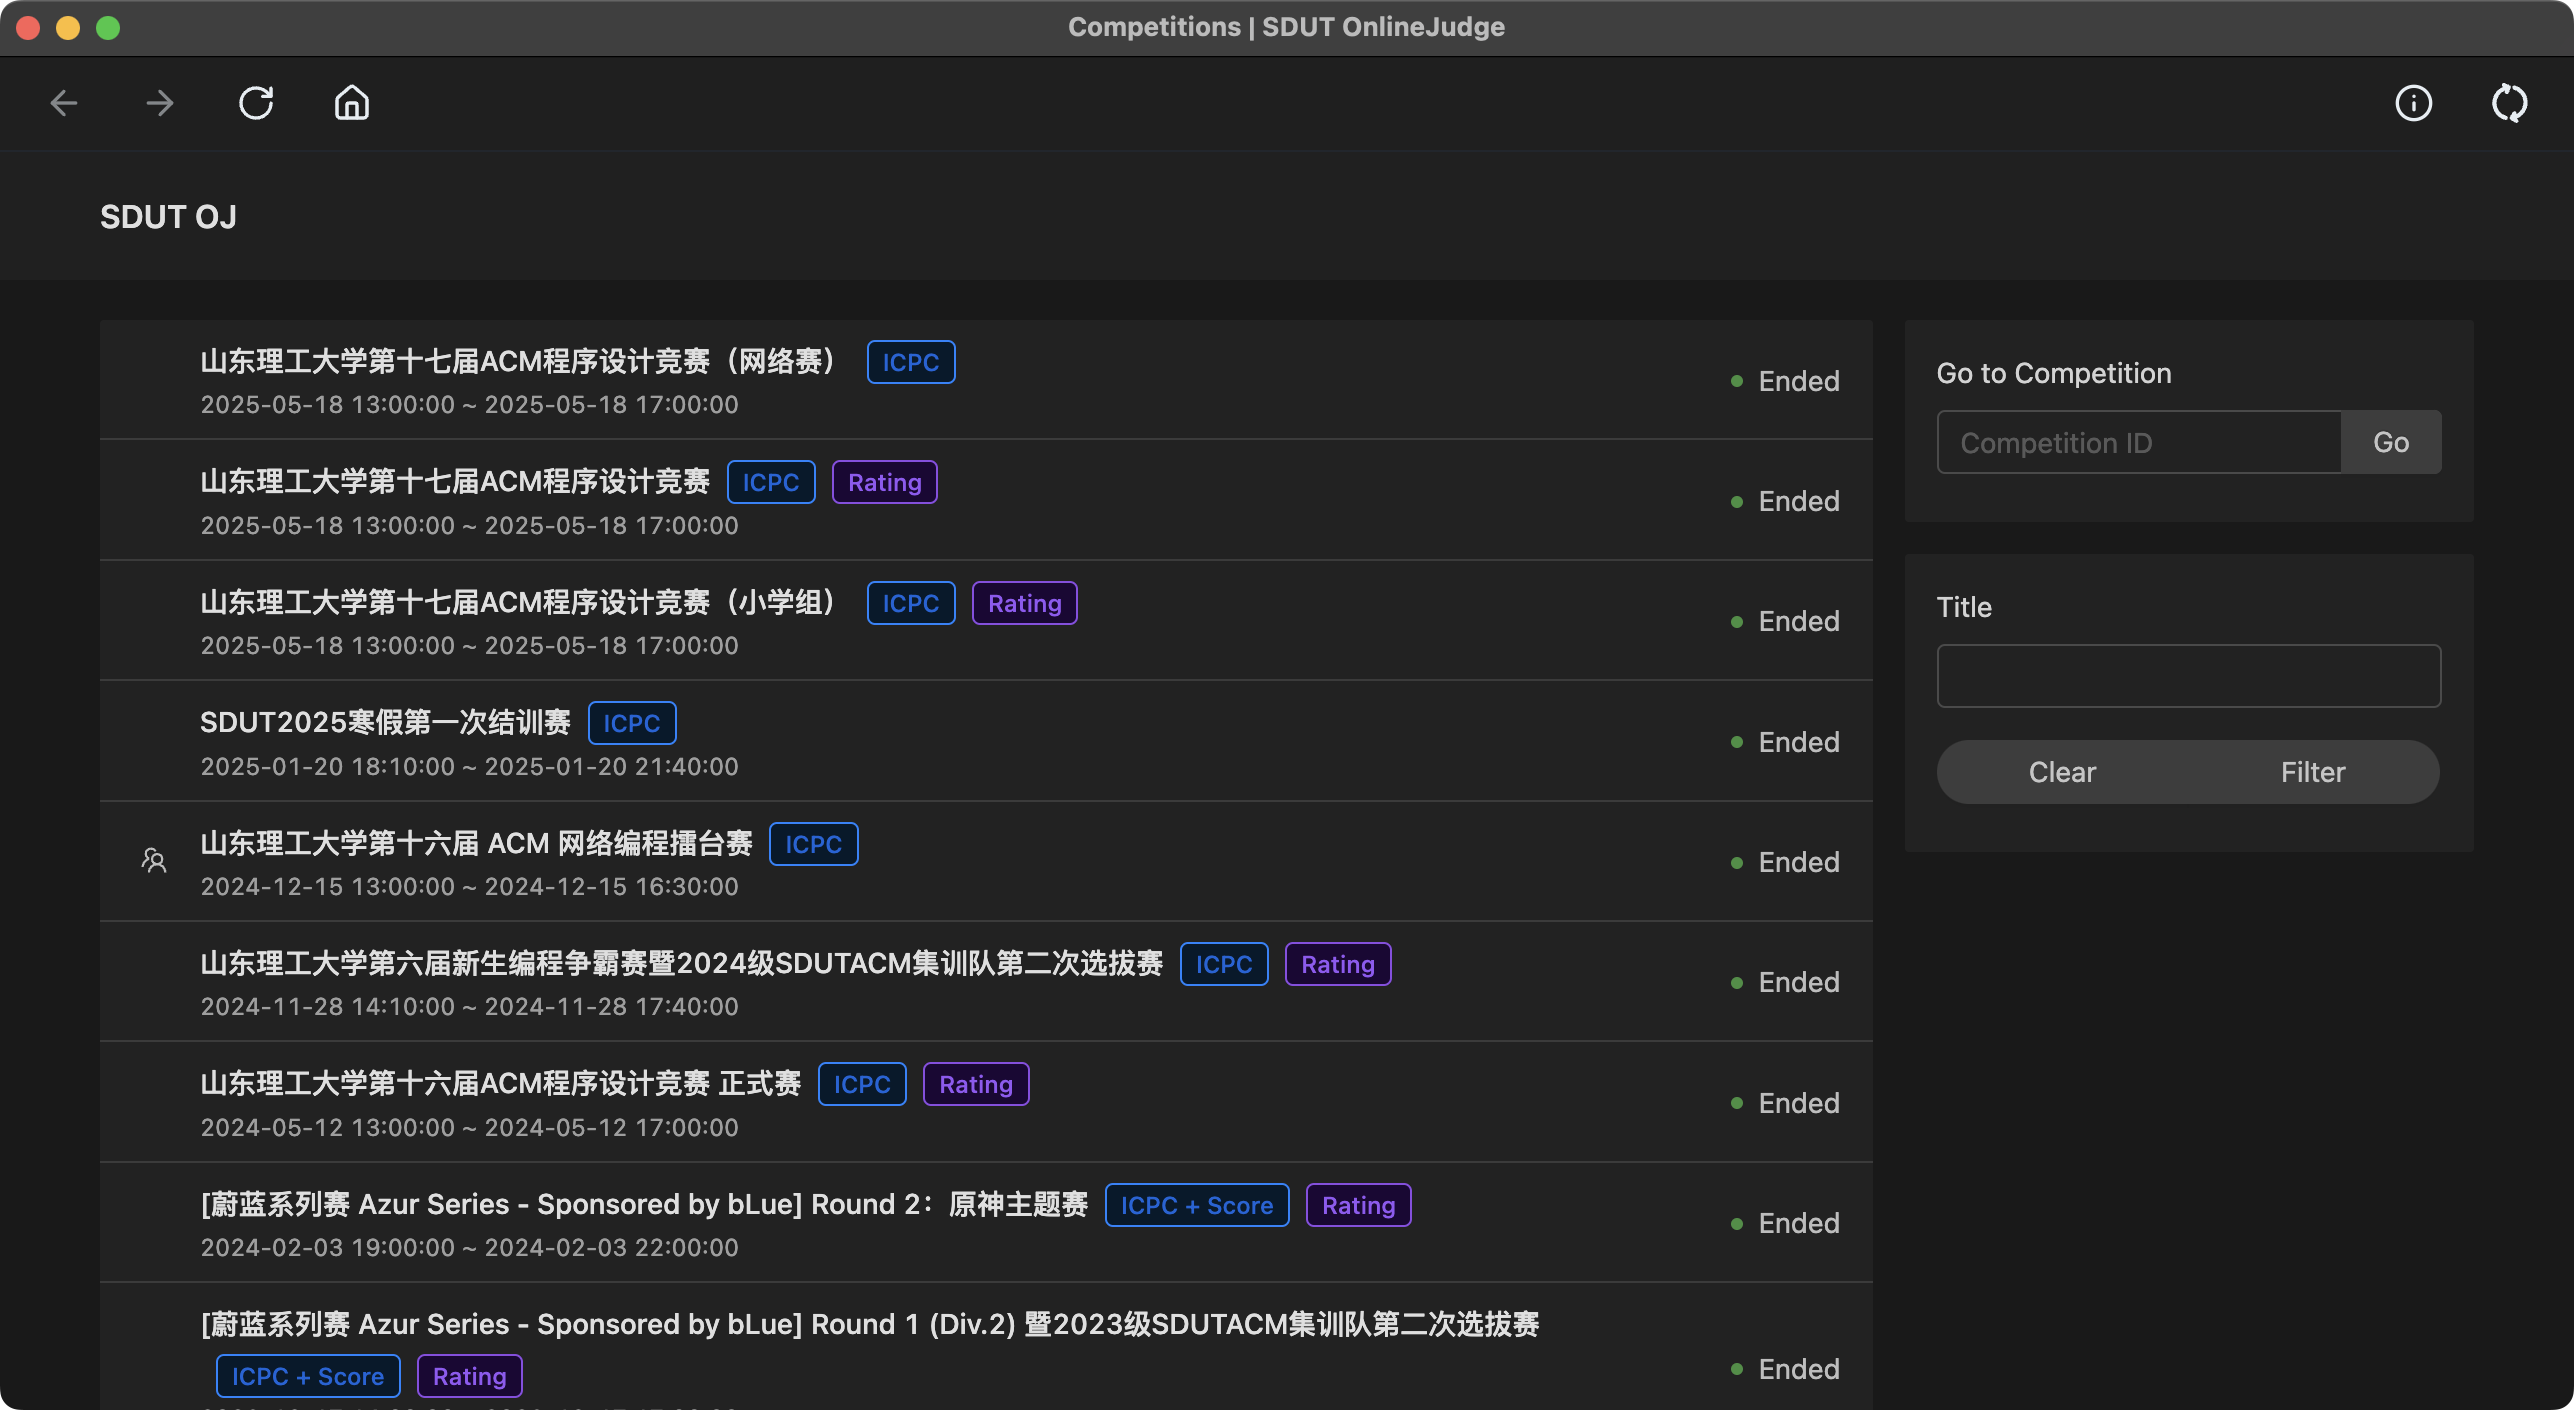 Competitions | SDUT OnlineJudge
SDUT OJ
山东理工大学第十七届ACM程序设计竞赛（网络赛） ICPC
2025-05-18 13:00:00 ~ 2025-05-18 17:00:00
Ended
山东理工大学第十七届ACM程序设计竞赛 ICPC Rating
2025-05-18 13:00:00 ~ 2025-05-18 17:00:00
Ended
山东理工大学第十七届ACM程序设计竞赛（小学组） ICPC Rating
2025-05-18 13:00:00 ~ 2025-05-18 17:00:00
Ended
SDUT2025寒假第一次结训赛 ICPC
2025-01-20 18:10:00 ~ 2025-01-20 21:40:00
Ended
山东理工大学第十六届 ACM 网络编程擂台赛 ICPC
2024-12-15 13:00:00 ~ 2024-12-15 16:30:00
Ended
山东理工大学第六届新生编程争霸赛暨2024级SDUTACM集训队第二次选拔赛 ICPC Rating
2024-11-28 14:10:00 ~ 2024-11-28 17:40:00
Ended
山东理工大学第十六届ACM程序设计竞赛 正式赛 ICPC Rating
2024-05-12 13:00:00 ~ 2024-05-12 17:00:00
Ended
[蔚蓝系列赛 Azur Series - Sponsored by bLue] Round 2：原神主题赛 ICPC + Score Rating
2024-02-03 19:00:00 ~ 2024-02-03 22:00:00
Ended
[蔚蓝系列赛 Azur Series - Sponsored by bLue] Round 1 (Div.2) 暨2023级SDUTACM集训队第二次选拔赛
ICPC + Score Rating
Ended
Go to Competition
Competition ID Go
Title
Clear Filter